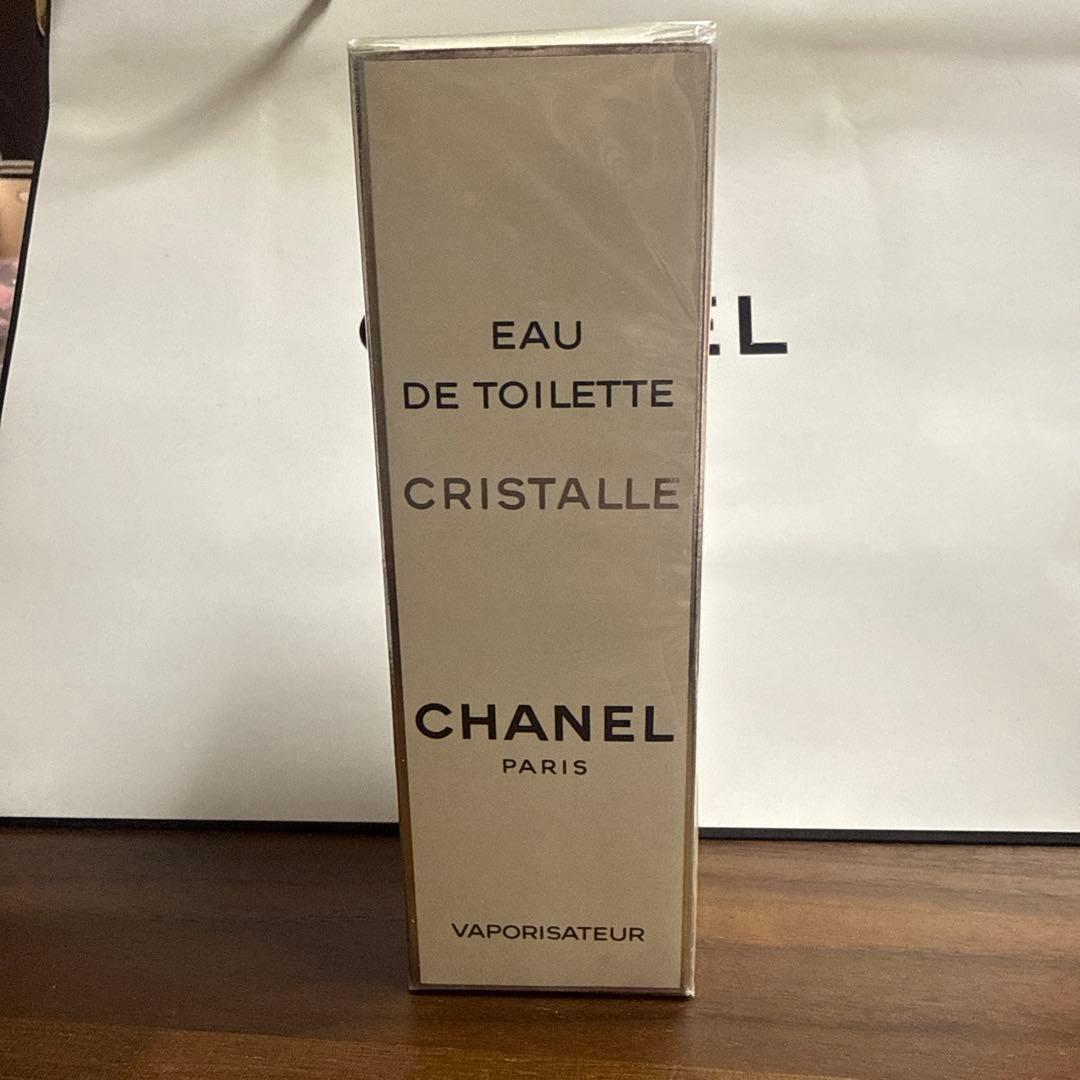 EAU
DE TOILETTE
CRISTALLE
CHANEL
PARIS
VAPORISATEUR